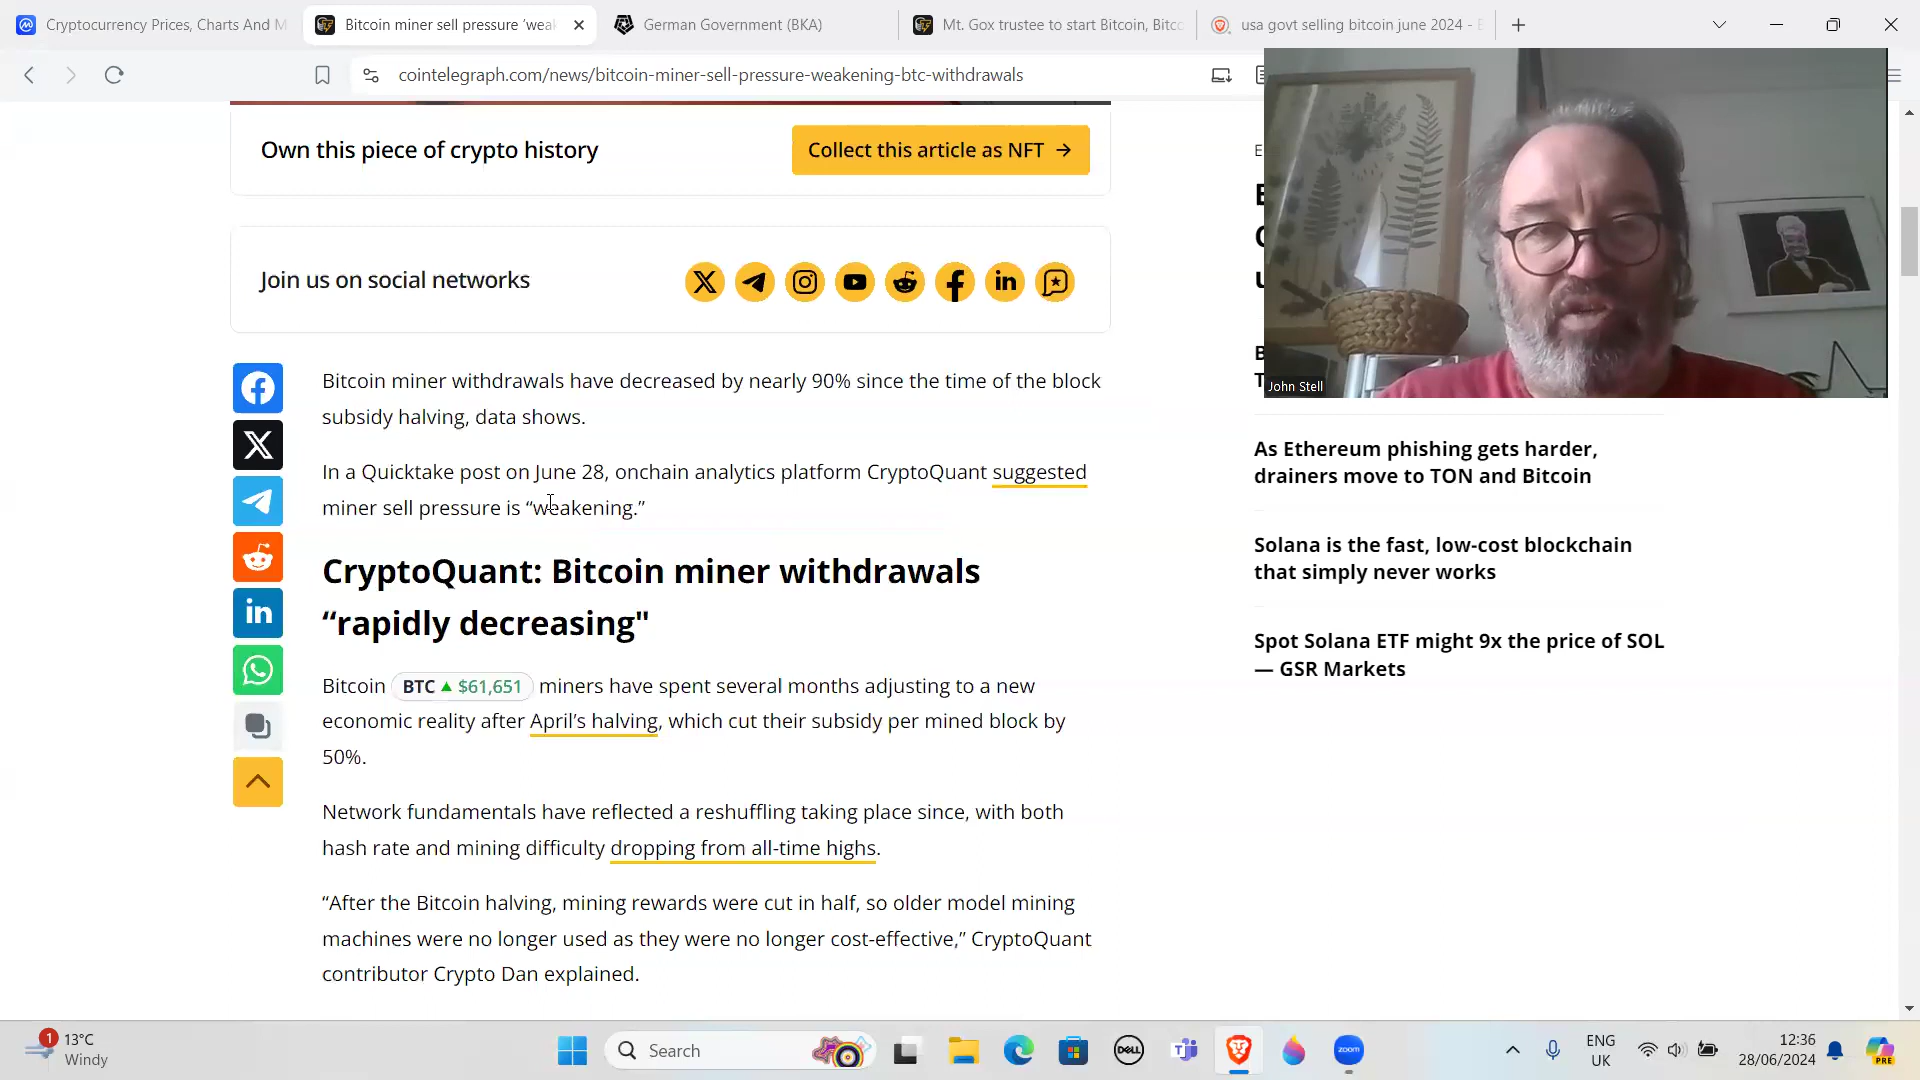 Cryptocurrency Prices, Charts And M
Bitcoin miner sell pressure ‘weak
German Government (BKA)
Mt. Gox trustee to start Bitcoin, Bitcc
usa govt selling bitcoin june 2024 -
cointelegraph.com/news/bitcoin-miner-sell-pressure-weakening-btc-withdrawals
Own this piece of crypto history
Collect this article as NFT →
Join us on social networks
Bitcoin miner withdrawals have decreased by nearly 90% since the time of the block
subsidy halving, data shows.
In a Quicktake post on June 28, onchain analytics platform CryptoQuant suggested
miner sell pressure is “weakening.”
CryptoQuant: Bitcoin miner withdrawals
“rapidly decreasing"
Bitcoin BTC ▲ $61,651 miners have spent several months adjusting to a new
economic reality after April’s halving, which cut their subsidy per mined block by
50%.
Network fundamentals have reflected a reshuffling taking place since, with both
hash rate and mining difficulty dropping from all-time highs.
“After the Bitcoin halving, mining rewards were cut in half, so older model mining
machines were no longer used as they were no longer cost-effective,” CryptoQuant
contributor Crypto Dan explained.
John Stell
As Ethereum phishing gets harder,
drainers move to TON and Bitcoin
Solana is the fast, low-cost blockchain
that simply never works
Spot Solana ETF might 9x the price of SOL
— GSR Markets
1
13°C
Windy
Search
DELL
zoom
ENG
UK
12:36
28/06/2024
PRE